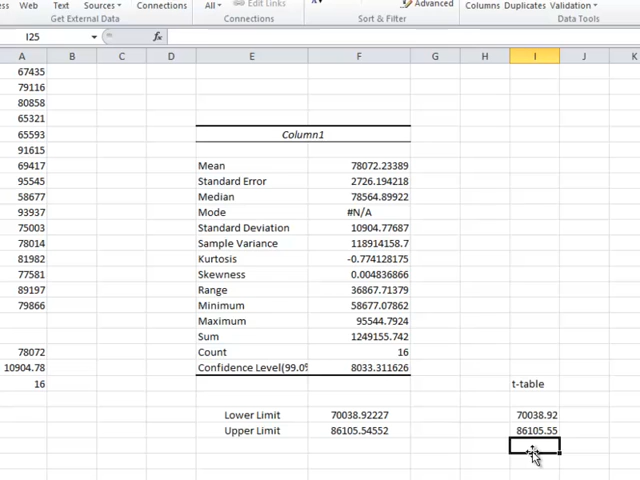 ss Web Text Sources Connections All Edit Links Advanced Columns Duplicates Validation
Get External Data Connections Sort & Filter Data Tools
I25 fx
A B C D E F G H I J K
67435
79116
80858
65321
65593 Column1
91615
69417 Mean 78072.23389
95545 Standard Error 2726.194218
58677 Median 78564.89922
93937 Mode #N/A
75003 Standard Deviation 10904.77687
78014 Sample Variance 118914158.7
81982 Kurtosis -0.774128175
77581 Skewness 0.004836866
89197 Range 36867.71379
79866 Minimum 58677.07862
Maximum 95544.7924
Sum 1249155.742
78072 Count 16
10904.78 Confidence Level(99.0% 8033.311626
16 t-table
Lower Limit 70038.92227 70038.92
Upper Limit 86105.54552 86105.55